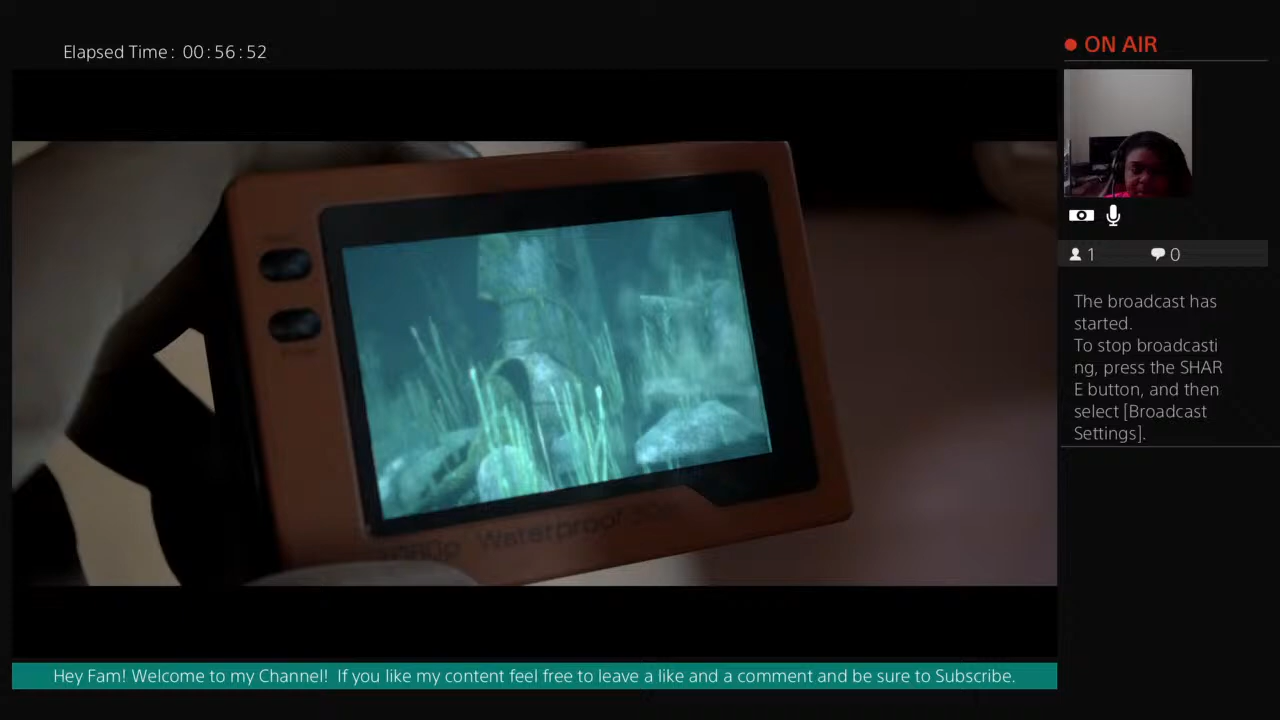 Elapsed Time: 00:56:52
ON AIR
1
0
The broadcast has
started.
To stop broadcasti
ng, press the SHAR
E button, and then
select [Broadcast
Settings].
1080p Waterproof
Hey Fam! Welcome to my Channel! If you like my content feel free to leave a like and a comment and be sure to Subscribe.